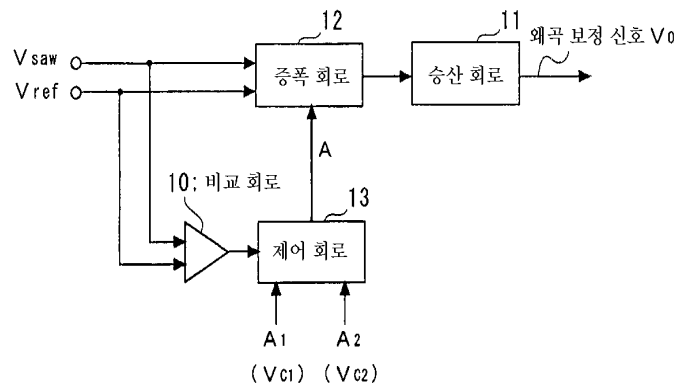 12
11
왜곡 보정 신호 Vo
Vsaw
Vref
증폭 회로
승산 회로
A
10; 비교 회로
13
제어 회로
A1
A2
(VC1)
(VC2)